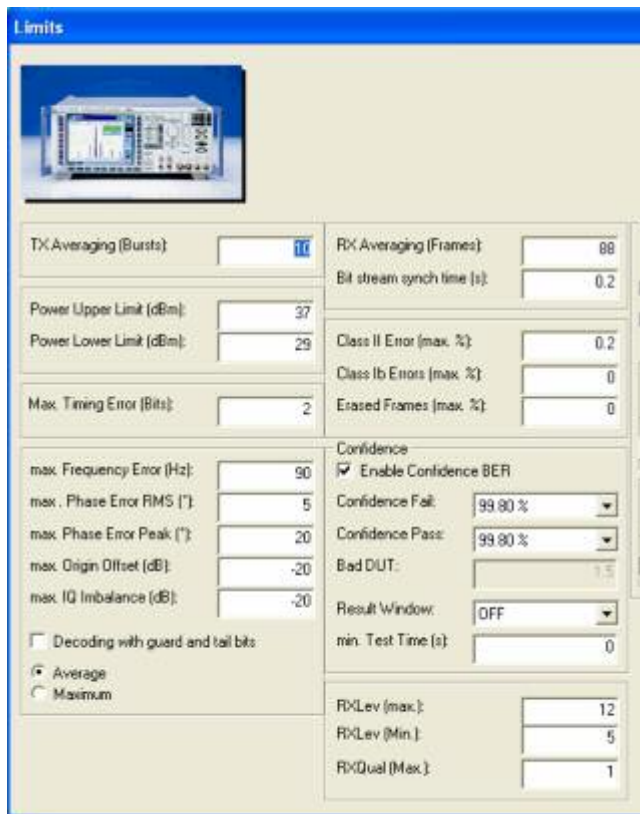 Limits
TX Averaging (Bursts): 10
Power Upper Limit (dBm): 37
Power Lower Limit (dBm): 29
Max. Timing Error (Bits): 2
max. Frequency Error (Hz): 90
max . Phase Error RMS (°): 5
max. Phase Error Peak (°): 20
max. Origin Offset (dB): -20
max. IQ Imbalance (dB): -20
Decoding with guard and tail bits
Average
Maximum
RX Averaging (Frames): 88
Bit stream synch time (s): 0.2
Class II Error (max. %): 0.2
Class Ib Errors (max. %): 0
Erased Frames (max. %): 0
Confidence
Enable Confidence BER
Confidence Fail: 99.80 %
Confidence Pass: 99.80 %
Bad DUT: 1.5
Result Window: OFF
min. Test Time (s): 0
RXLev (max.): 12
RXLev (Min.): 5
RXQual (Max.): 1